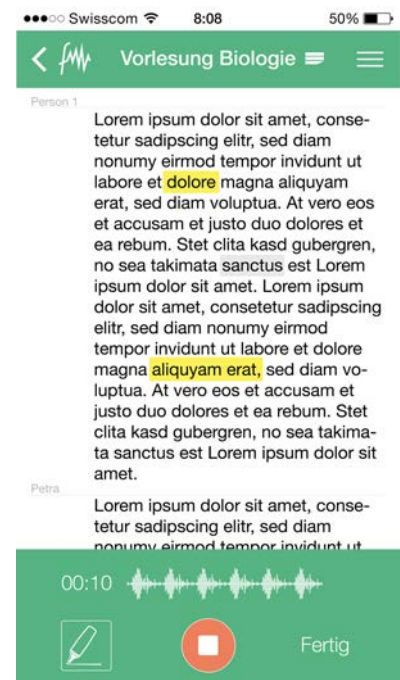 Swisscom 8:08 50%
Vorlesung Biologie
Person 1
Lorem ipsum dolor sit amet, conse-
tetur sadipscing elitr, sed diam
nonumy eirmod tempor invidunt ut
labore et dolore magna aliquyam
erat, sed diam voluptua. At vero eos
et accusam et justo duo dolores et
ea rebum. Stet clita kasd gubergren,
no sea takimata sanctus est Lorem
ipsum dolor sit amet. Lorem ipsum
dolor sit amet, consetetur sadipscing
elitr, sed diam nonumy eirmod
tempor invidunt ut labore et dolore
magna aliquyam erat, sed diam vo-
luptua. At vero eos et accusam et
justo duo dolores et ea rebum. Stet
clita kasd gubergren, no sea takima-
ta sanctus est Lorem ipsum dolor sit
amet.
Petra
Lorem ipsum dolor sit amet, conse-
tetur sadipscing elitr, sed diam
nonumy eirmod tempor invidunt ut
00:10
Fertig